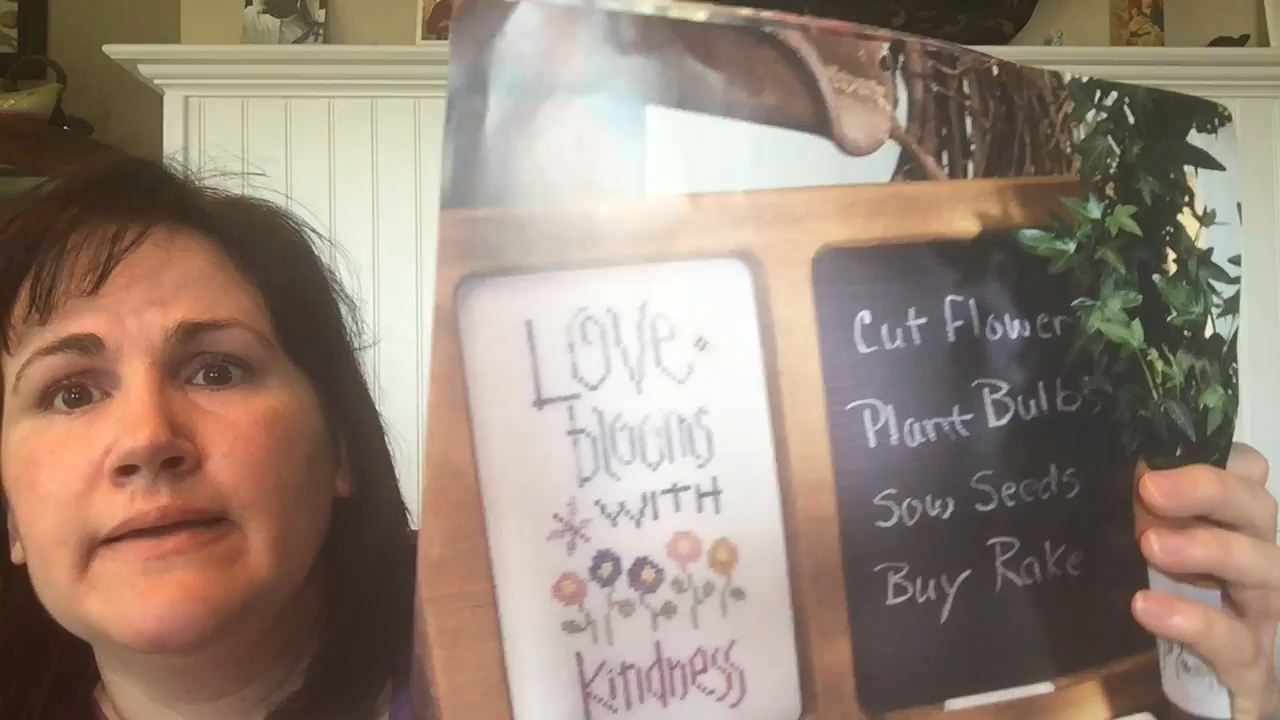 LOVE
blooms
WITH
kindness
Cut Flower
Plant Bulbs
Sow Seeds
Buy Rake